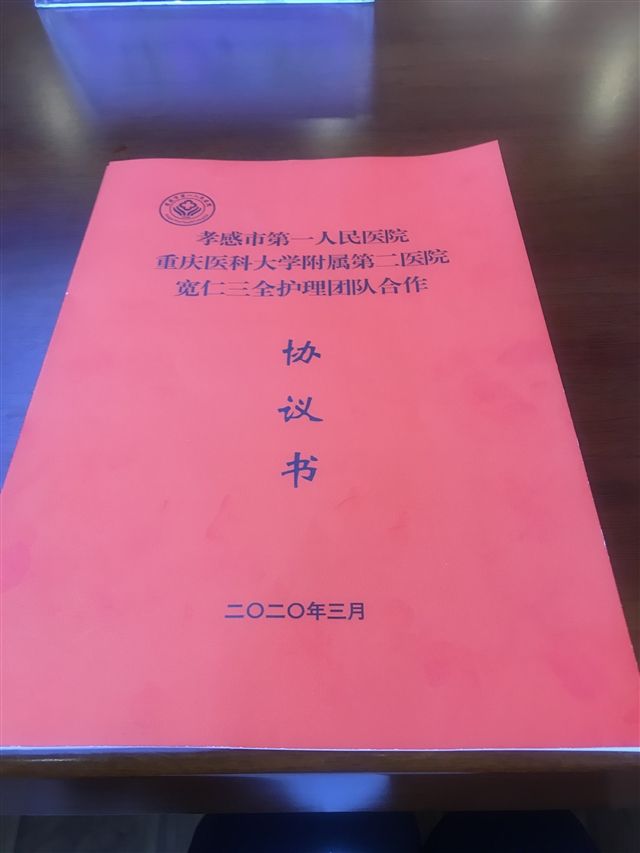 孝感市第一人民医院
重庆医科大学附属第二医院
宽仁三全护理团队合作
协
议
书
二〇二〇年三月